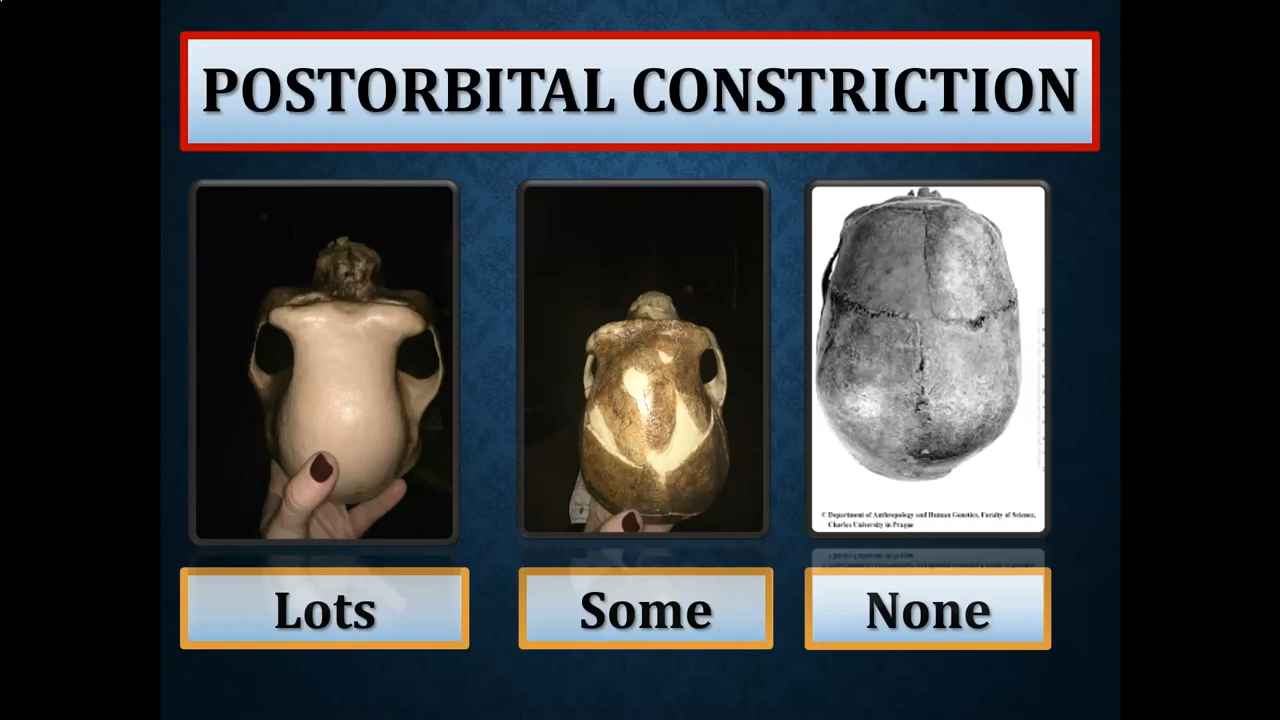 POSTORBITAL CONSTRICTION
© Department of Anthropology and Human Genetics, Faculty of Science,
Charles University in Prague
Lots
Some
None